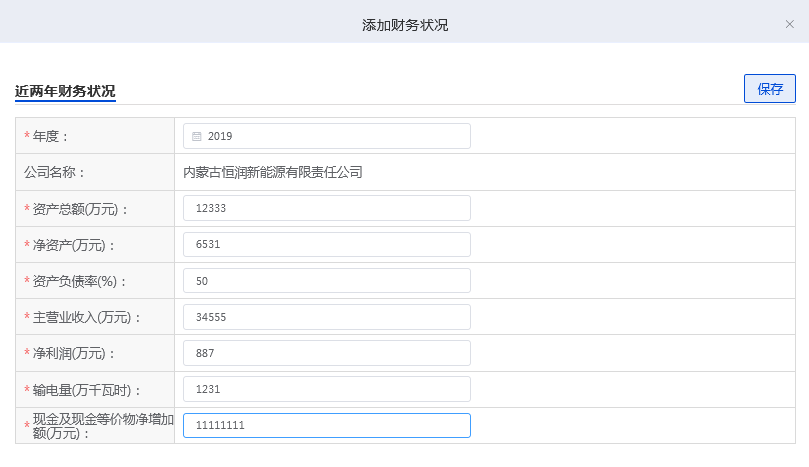 添加财务状况
近两年财务状况
保存
* 年度： 2019
公司名称： 内蒙古恒润新能源有限责任公司
* 资产总额(万元)： 12333
* 净资产(万元)： 6531
* 资产负债率(%)： 50
* 主营业收入(万元)： 34555
* 净利润(万元)： 887
* 输电量(万千瓦时)： 1231
* 现金及现金等价物净增加
额(万元)： 11111111